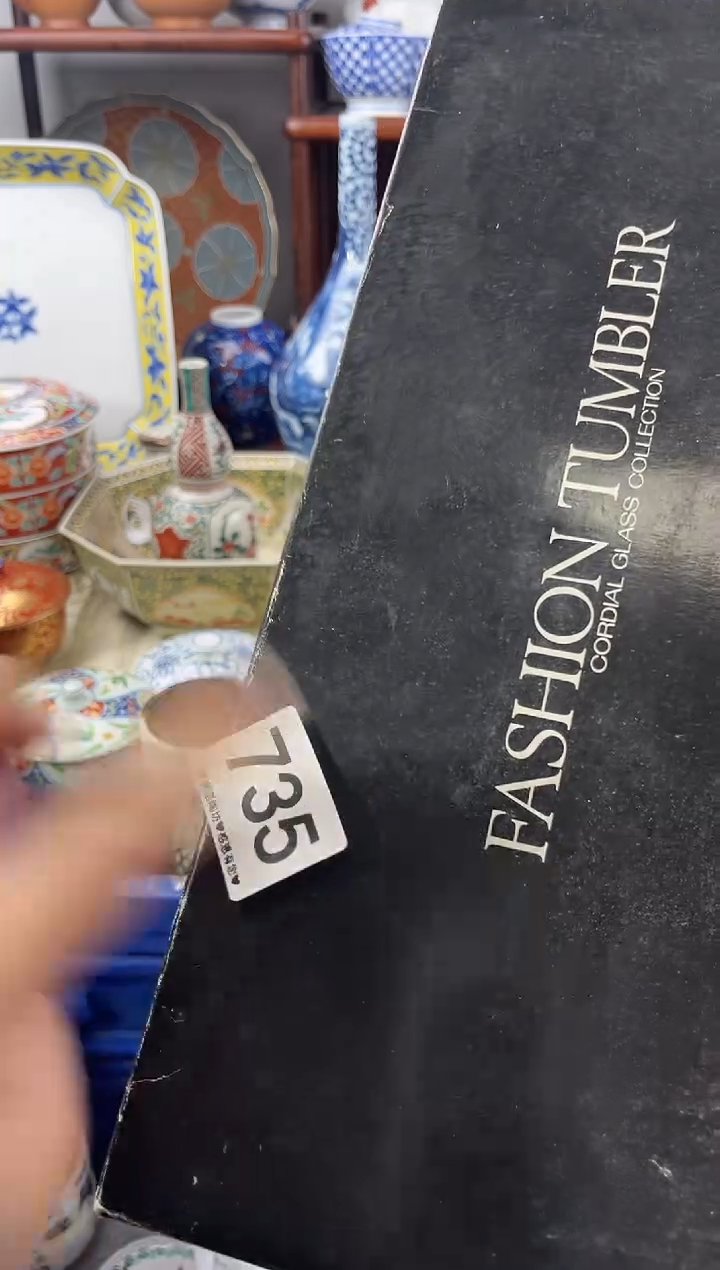 FASHION TUMBLER
CORDIAL GLASS COLLECTION
735